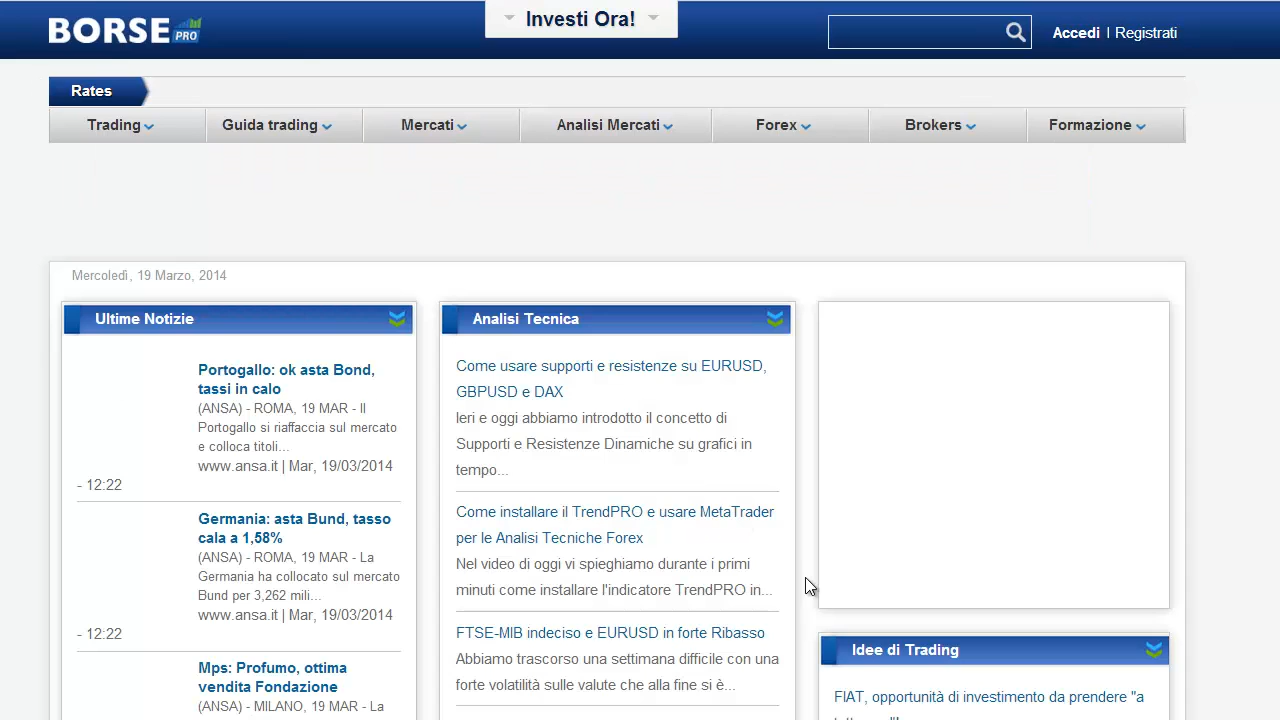 BORSE PRO
Investi Ora!
Accedi | Registrati
Rates
Trading
Guida trading
Mercati
Analisi Mercati
Forex
Brokers
Formazione
Mercoledì, 19 Marzo, 2014
Ultime Notizie
Portogallo: ok asta Bond,
tassi in calo
(ANSA) - ROMA, 19 MAR - Il
Portogallo si riaffaccia sul mercato
e colloca titoli...
www.ansa.it | Mar, 19/03/2014
- 12:22
Germania: asta Bund, tasso
cala a 1,58%
(ANSA) - ROMA, 19 MAR - La
Germania ha collocato sul mercato
Bund per 3,262 mili...
www.ansa.it | Mar, 19/03/2014
- 12:22
Mps: Profumo, ottima
vendita Fondazione
(ANSA) - MILANO, 19 MAR - La
Analisi Tecnica
Come usare supporti e resistenze su EURUSD,
GBPUSD e DAX
Ieri e oggi abbiamo introdotto il concetto di
Supporti e Resistenze Dinamiche su grafici in
tempo...
Come installare il TrendPRO e usare MetaTrader
per le Analisi Tecniche Forex
Nel video di oggi vi spieghiamo durante i primi
minuti come installare l'indicatore TrendPRO in...
FTSE-MIB indeciso e EURUSD in forte Ribasso
Abbiamo trascorso una settimana difficile con una
forte volatilità sulle valute che alla fine si è...
Idee di Trading
FIAT, opportunità di investimento da prendere "a